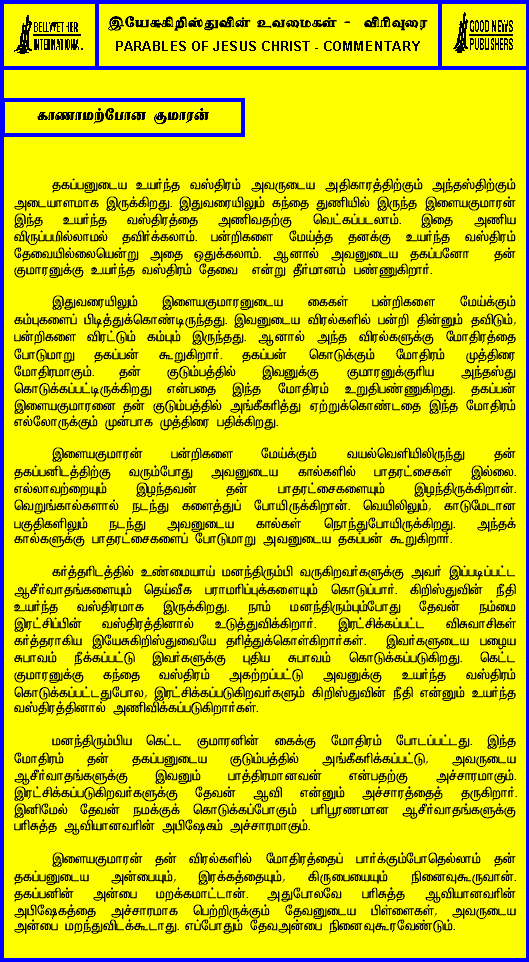 BELLWETHER
INTERNATIONAL
இயேசுகிறிஸ்துவின் உவமைகள் - விரிவுரை
PARABLES OF JESUS CHRIST - COMMENTARY
GOOD NEWS
PUBLISHERS
காணாமற்போன குமாரன்
தகப்பனுடைய உயர்ந்த வஸ்திரம் அவருடைய அதிகாரத்திற்கும் அந்தஸ்திற்கும்
அடையாளமாக இருக்கிறது. இதுவரையிலும் கந்தை துணியில் இருந்த இளையகுமாரன்
இந்த உயர்ந்த வஸ்திரத்தை அணிவதற்கு வெட்கப்படலாம். இதை அணிய
விருப்பமில்லாமல் தவிர்க்கலாம். பன்றிகளை மேய்த்த தனக்கு உயர்ந்த வஸ்திரம்
தேவையில்லையென்று அதை ஒதுக்கலாம். ஆனால் அவனுடைய தகப்பனோ தன்
குமாரனுக்கு உயர்ந்த வஸ்திரம் தேவை என்று தீர்மானம் பண்ணுகிறார்.
இதுவரையிலும் இளையகுமாரனுடைய கைகள் பன்றிகளை மேய்க்கும்
கம்புகளைப் பிடித்துக்கொண்டிருந்தது. இவனுடைய விரல்களில் பன்றி தின்னும் தவிடும்,
பன்றிகளை விரட்டும் கம்பும் இருந்தது. ஆனால் அந்த விரல்களுக்கு மோதிரத்தை
போடுமாறு தகப்பன் கூறுகிறார். தகப்பன் கொடுக்கும் மோதிரம் முத்திரை
மோதிரமாகும். தன் குடும்பத்தில் இவனுக்கு குமாரனுக்குரிய அந்தஸ்து
கொடுக்கப்பட்டிருக்கிறது என்பதை இந்த மோதிரம் உறுதிபண்ணுகிறது. தகப்பன்
இளையகுமாரனை தன் குடும்பத்தில் அங்கீகரித்து ஏற்றுக்கொண்டதை இந்த மோதிரம்
எல்லோருக்கும் முன்பாக முத்திரை பதிக்கிறது.
இளையகுமாரன் பன்றிகளை மேய்க்கும் வயல்வெளியிலிருந்து தன்
தகப்பனிடத்திற்கு வரும்போது அவனுடைய கால்களில் பாதரட்சைகள் இல்லை.
எல்லாவற்றையும் இழந்தவன் தன் பாதரட்சைகளையும் இழந்திருக்கிறான்.
வெறுங்கால்களால் நடந்து களைத்துப் போயிருக்கிறான். வெயிலிலும், காடுமேடான
பகுதிகளிலும் நடந்து அவனுடைய கால்கள் நொந்துபோயிருக்கிறது. அந்தக்
கால்களுக்கு பாதரட்சைகளைப் போடுமாறு அவனுடைய தகப்பன் கூறுகிறார்.
கர்த்தரிடத்தில் உண்மையாய் மனந்திரும்பி வருகிறவர்களுக்கு அவர் இப்படிப்பட்ட
ஆசீர்வாதங்களையும் தெய்வீக பராமரிப்புக்களையும் கொடுப்பார். கிறிஸ்துவின் நீதி
உயர்ந்த வஸ்திரமாக இருக்கிறது. நாம் மனந்திரும்பும்போது தேவன் நம்மை
இரட்சிப்பின் வஸ்திரத்தினால் உடுத்துவிக்கிறார். இரட்சிக்கப்பட்ட விசுவாசிகள்
கர்த்தராகிய இயேசுகிறிஸ்துவையே தரித்துக்கொள்கிறார்கள். இவர்களுடைய பழைய
சுபாவம் நீக்கப்பட்டு இவர்களுக்கு புதிய சுபாவம் கொடுக்கப்படுகிறது. கெட்ட
குமாரனுக்கு கந்தை வஸ்திரம் அகற்றப்பட்டு அவனுக்கு உயர்ந்த வஸ்திரம்
கொடுக்கப்பட்டதுபோல, இரட்சிக்கப்படுகிறவர்களும் கிறிஸ்துவின் நீதி என்னும் உயர்ந்த
வஸ்திரத்தினால் அணிவிக்கப்படுகிறார்கள்.
மனந்திரும்பிய கெட்ட குமாரனின் கைக்கு மோதிரம் போடப்பட்டது. இந்த
மோதிரம் தன் தகப்பனுடைய குடும்பத்தில் அங்கீகரிக்கப்பட்டு, அவருடைய
ஆசீர்வாதங்களுக்கு இவனும் பாத்திரமானவன் என்பதற்கு அச்சாரமாகும்.
இரட்சிக்கப்படுகிறவர்களுக்கு தேவன் ஆவி என்னும் அச்சாரத்தைத் தருகிறார்.
இனிமேல் தேவன் நமக்குக் கொடுக்கப்போகும் பரிபூரணமான ஆசீர்வாதங்களுக்கு
பரிசுத்த ஆவியானவரின் அபிஷேகம் அச்சாரமாகும்.
இளையகுமாரன் தன் விரல்களில் மோதிரத்தைப் பார்க்கும்போதெல்லாம் தன்
தகப்பனுடைய அன்பையும், இரக்கத்தையும், கிருபையையும் நினைவுகூருவான்.
தகப்பனின் அன்பை மறக்கமாட்டான். அதுபோலவே பரிசுத்த ஆவியானவரின்
அபிஷேகத்தை அச்சாரமாக பெற்றிருக்கும் தேவனுடைய பிள்ளைகள், அவருடைய
அன்பை மறந்துவிடக்கூடாது. எப்போதும் தேவஅன்பை நினைவுகூரவேண்டும்.